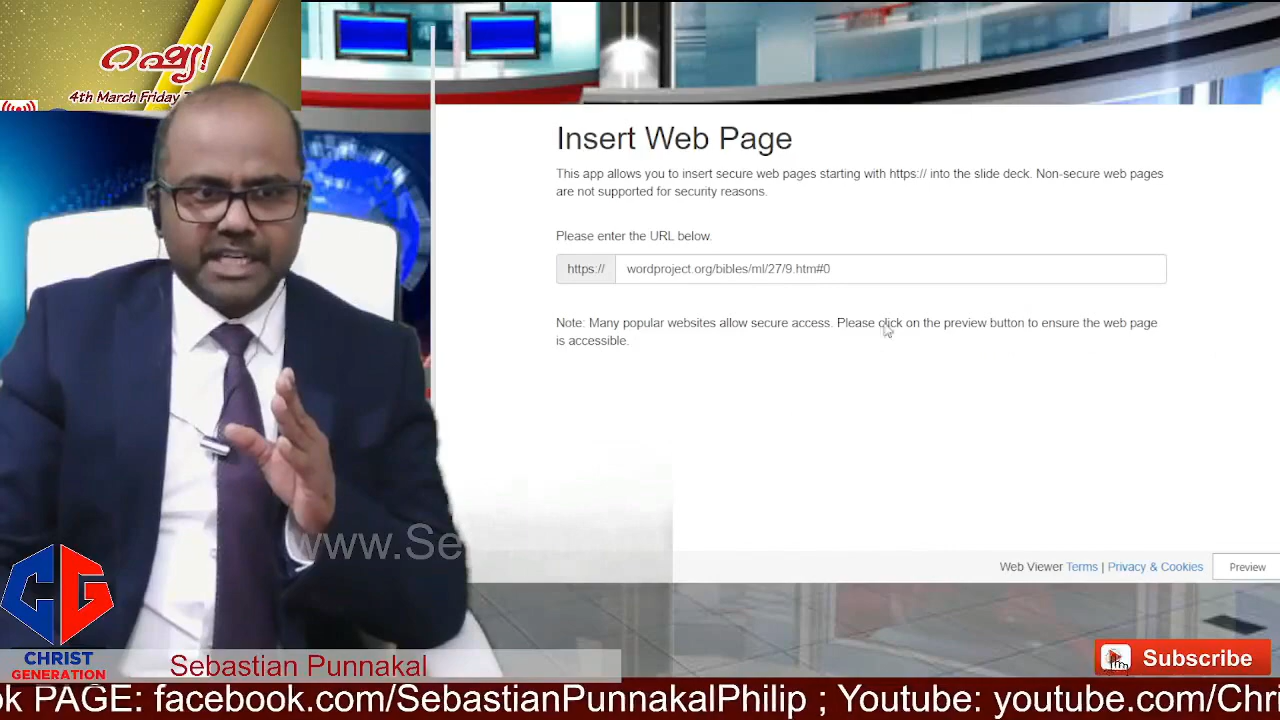 റഷ്യ!
4th March Friday
Insert Web Page
This app allows you to insert secure web pages starting with https:// into the slide deck. Non-secure web pages
are not supported for security reasons.
Please enter the URL below.
https:// wordproject.org/bibles/ml/27/9.htm#0
Note: Many popular websites allow secure access. Please click on the preview button to ensure the web page
is accessible.
www.Se
Web Viewer Terms | Privacy & Cookies Preview
CG
CHRIST
GENERATION
Sebastian Punnakal
Subscribe
ok PAGE: facebook.com/SebastianPunnakalPhilip ; Youtube: youtube.com/Chri